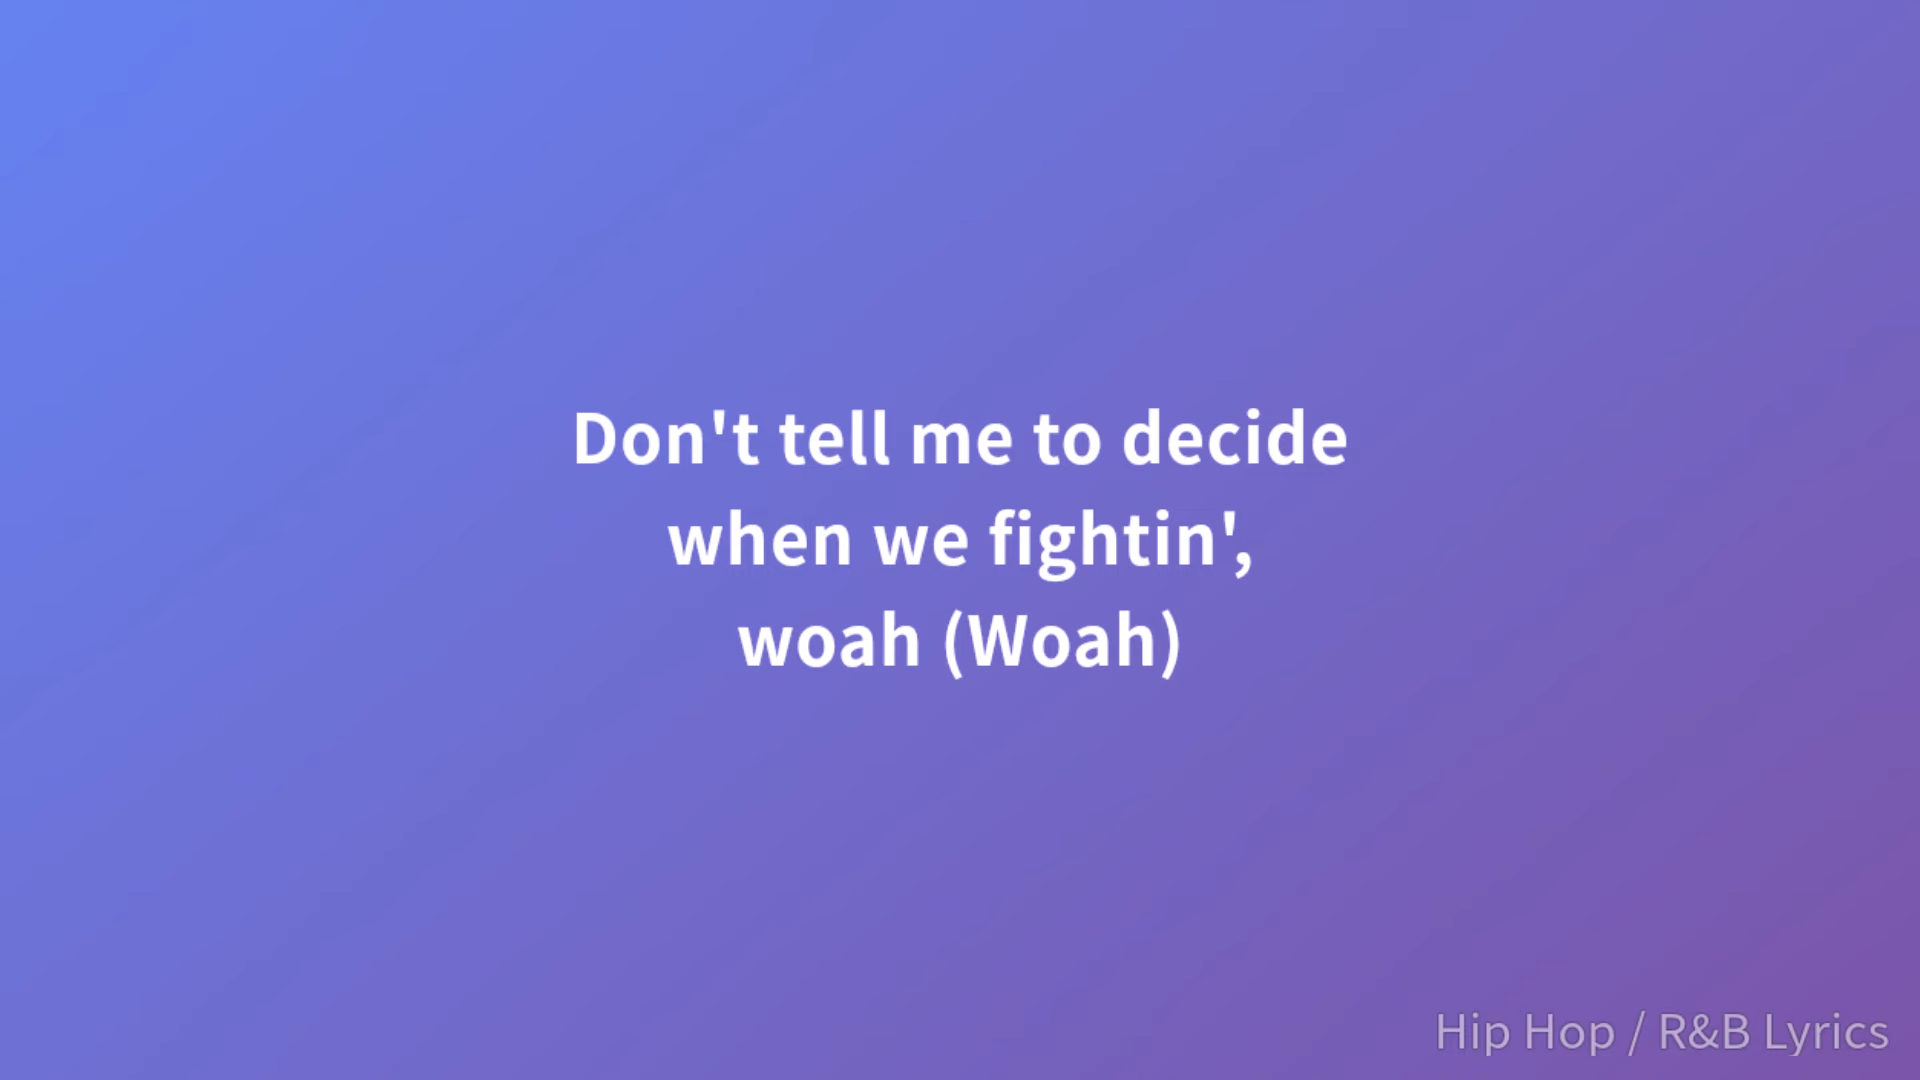 Don't tell me to decide
when we fightin',
woah (Woah)
Hip Hop / R&B Lyrics